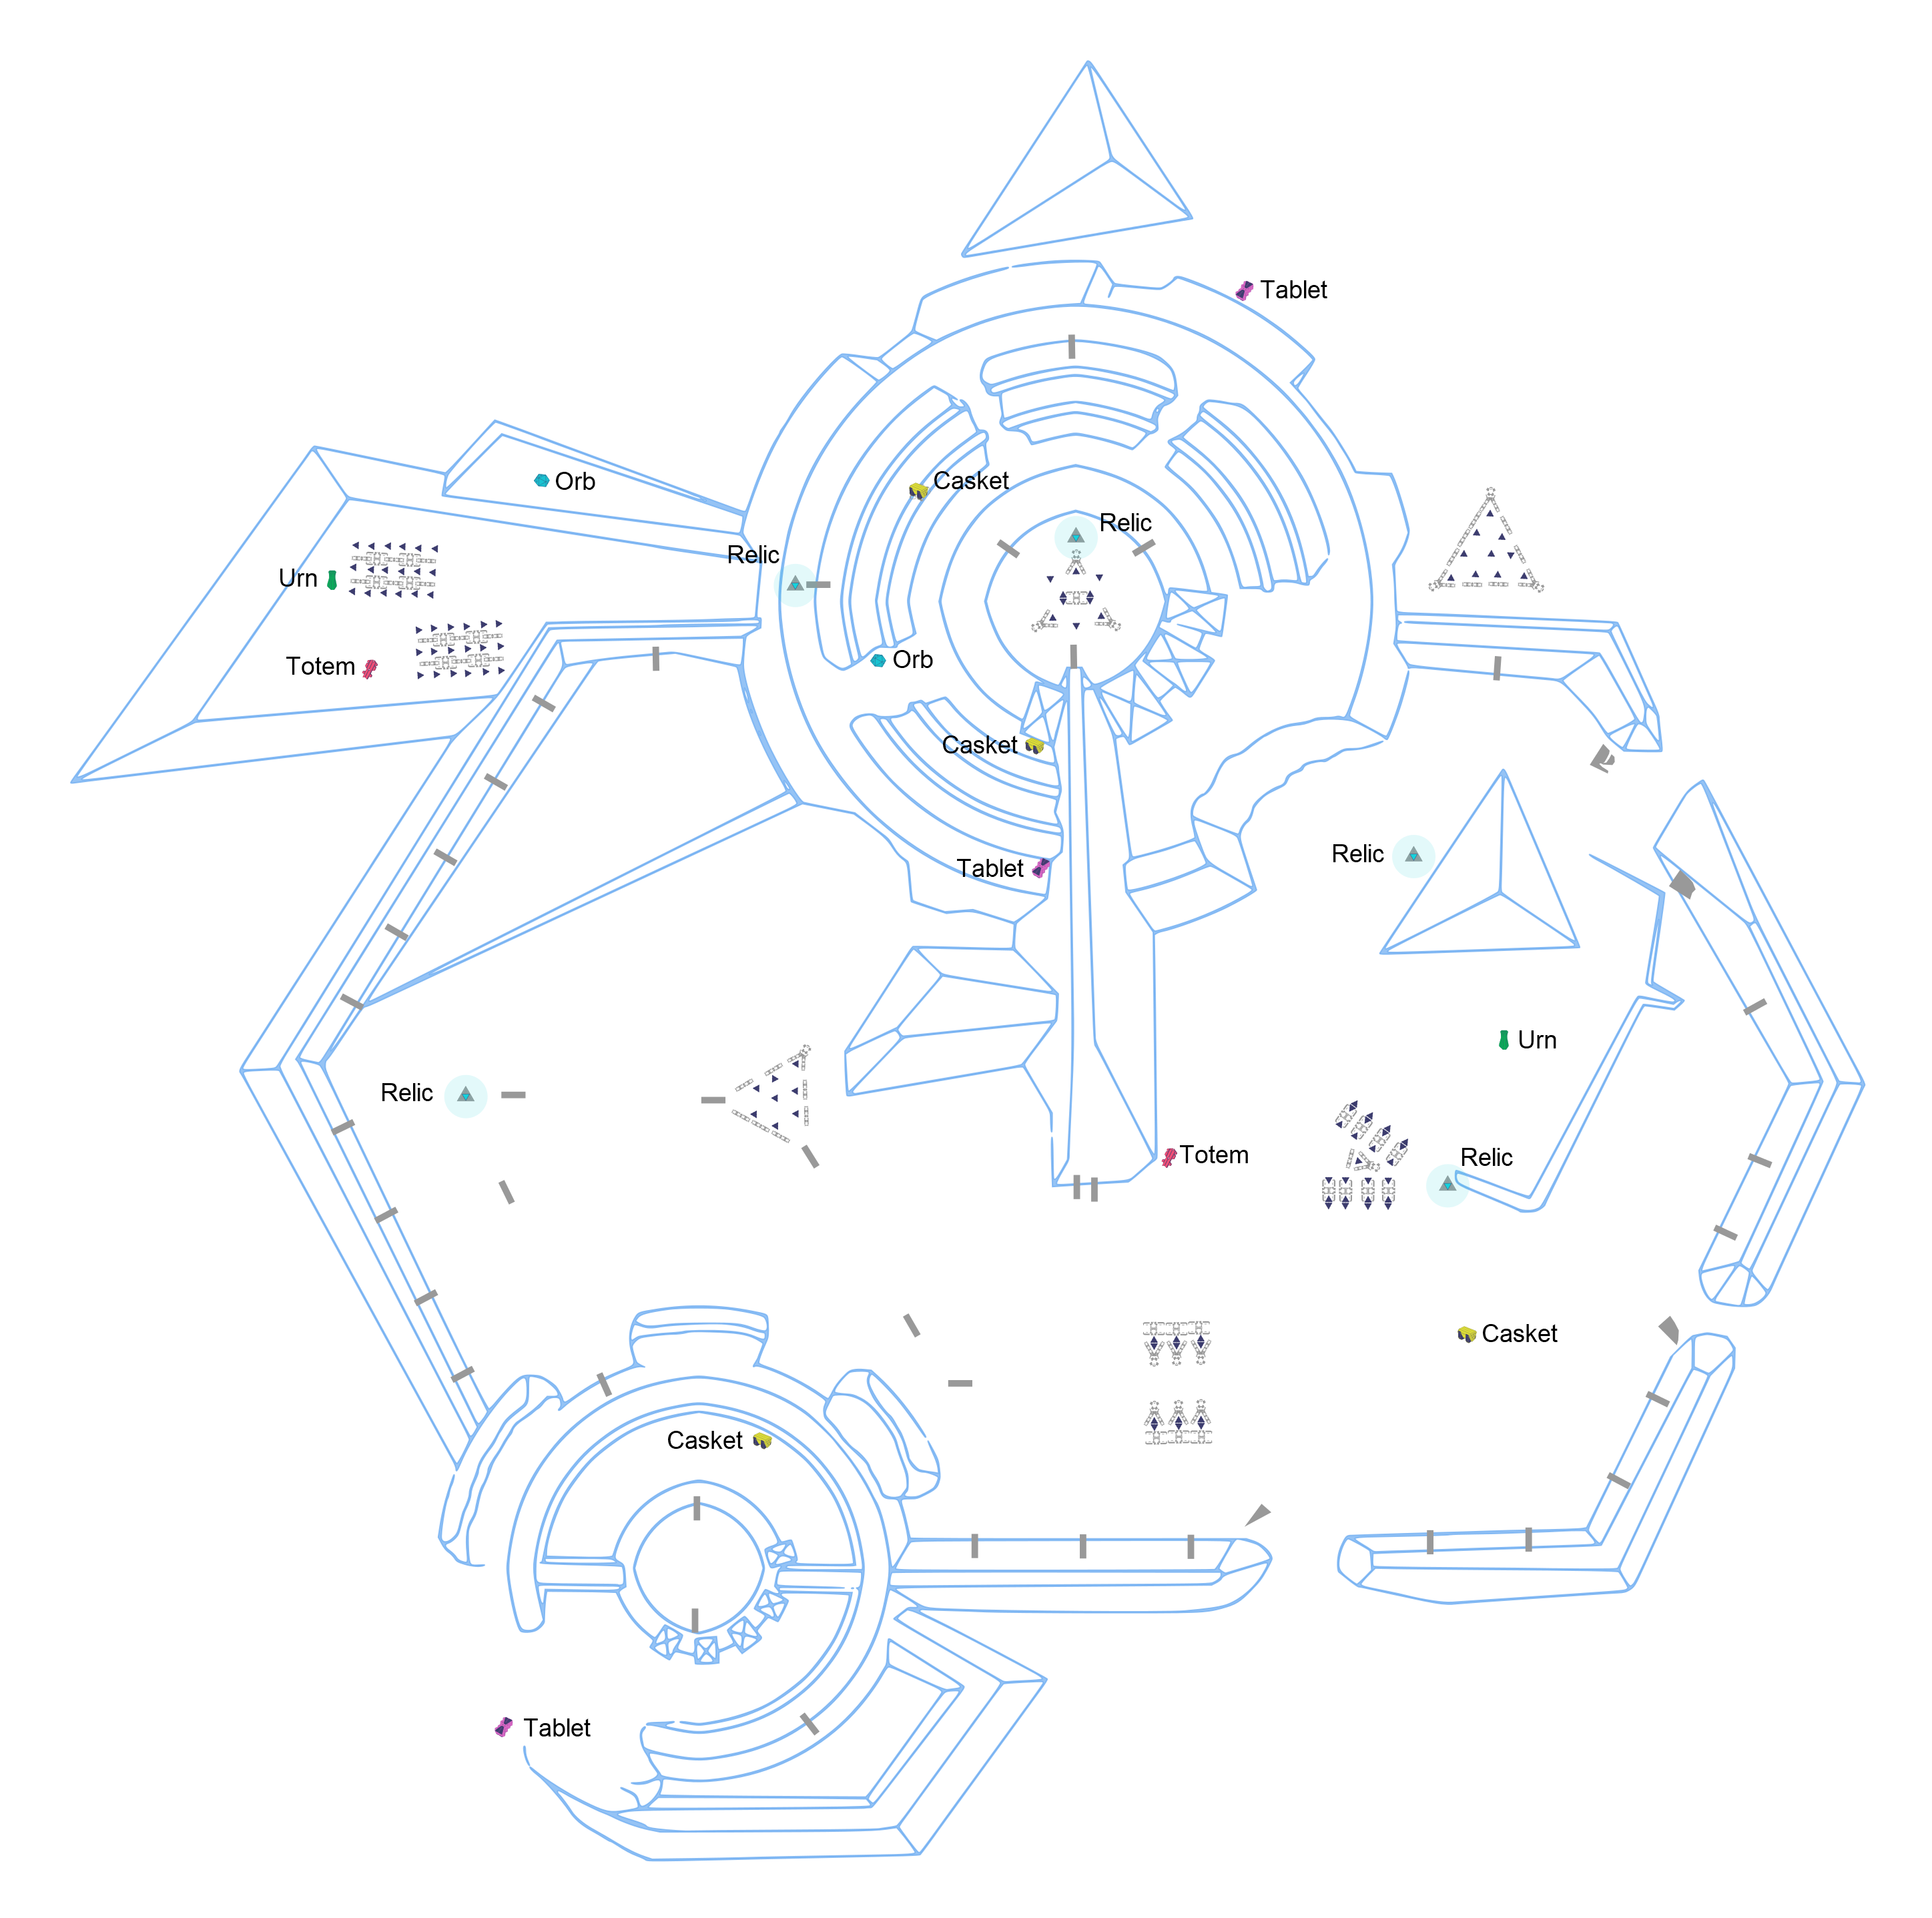 Tablet
Orb
Casket
Relic
Relic
Urn
Totem
Orb
Casket
Relic
Tablet
Urn
Relic
Totem
Relic
Casket
Casket
Tablet